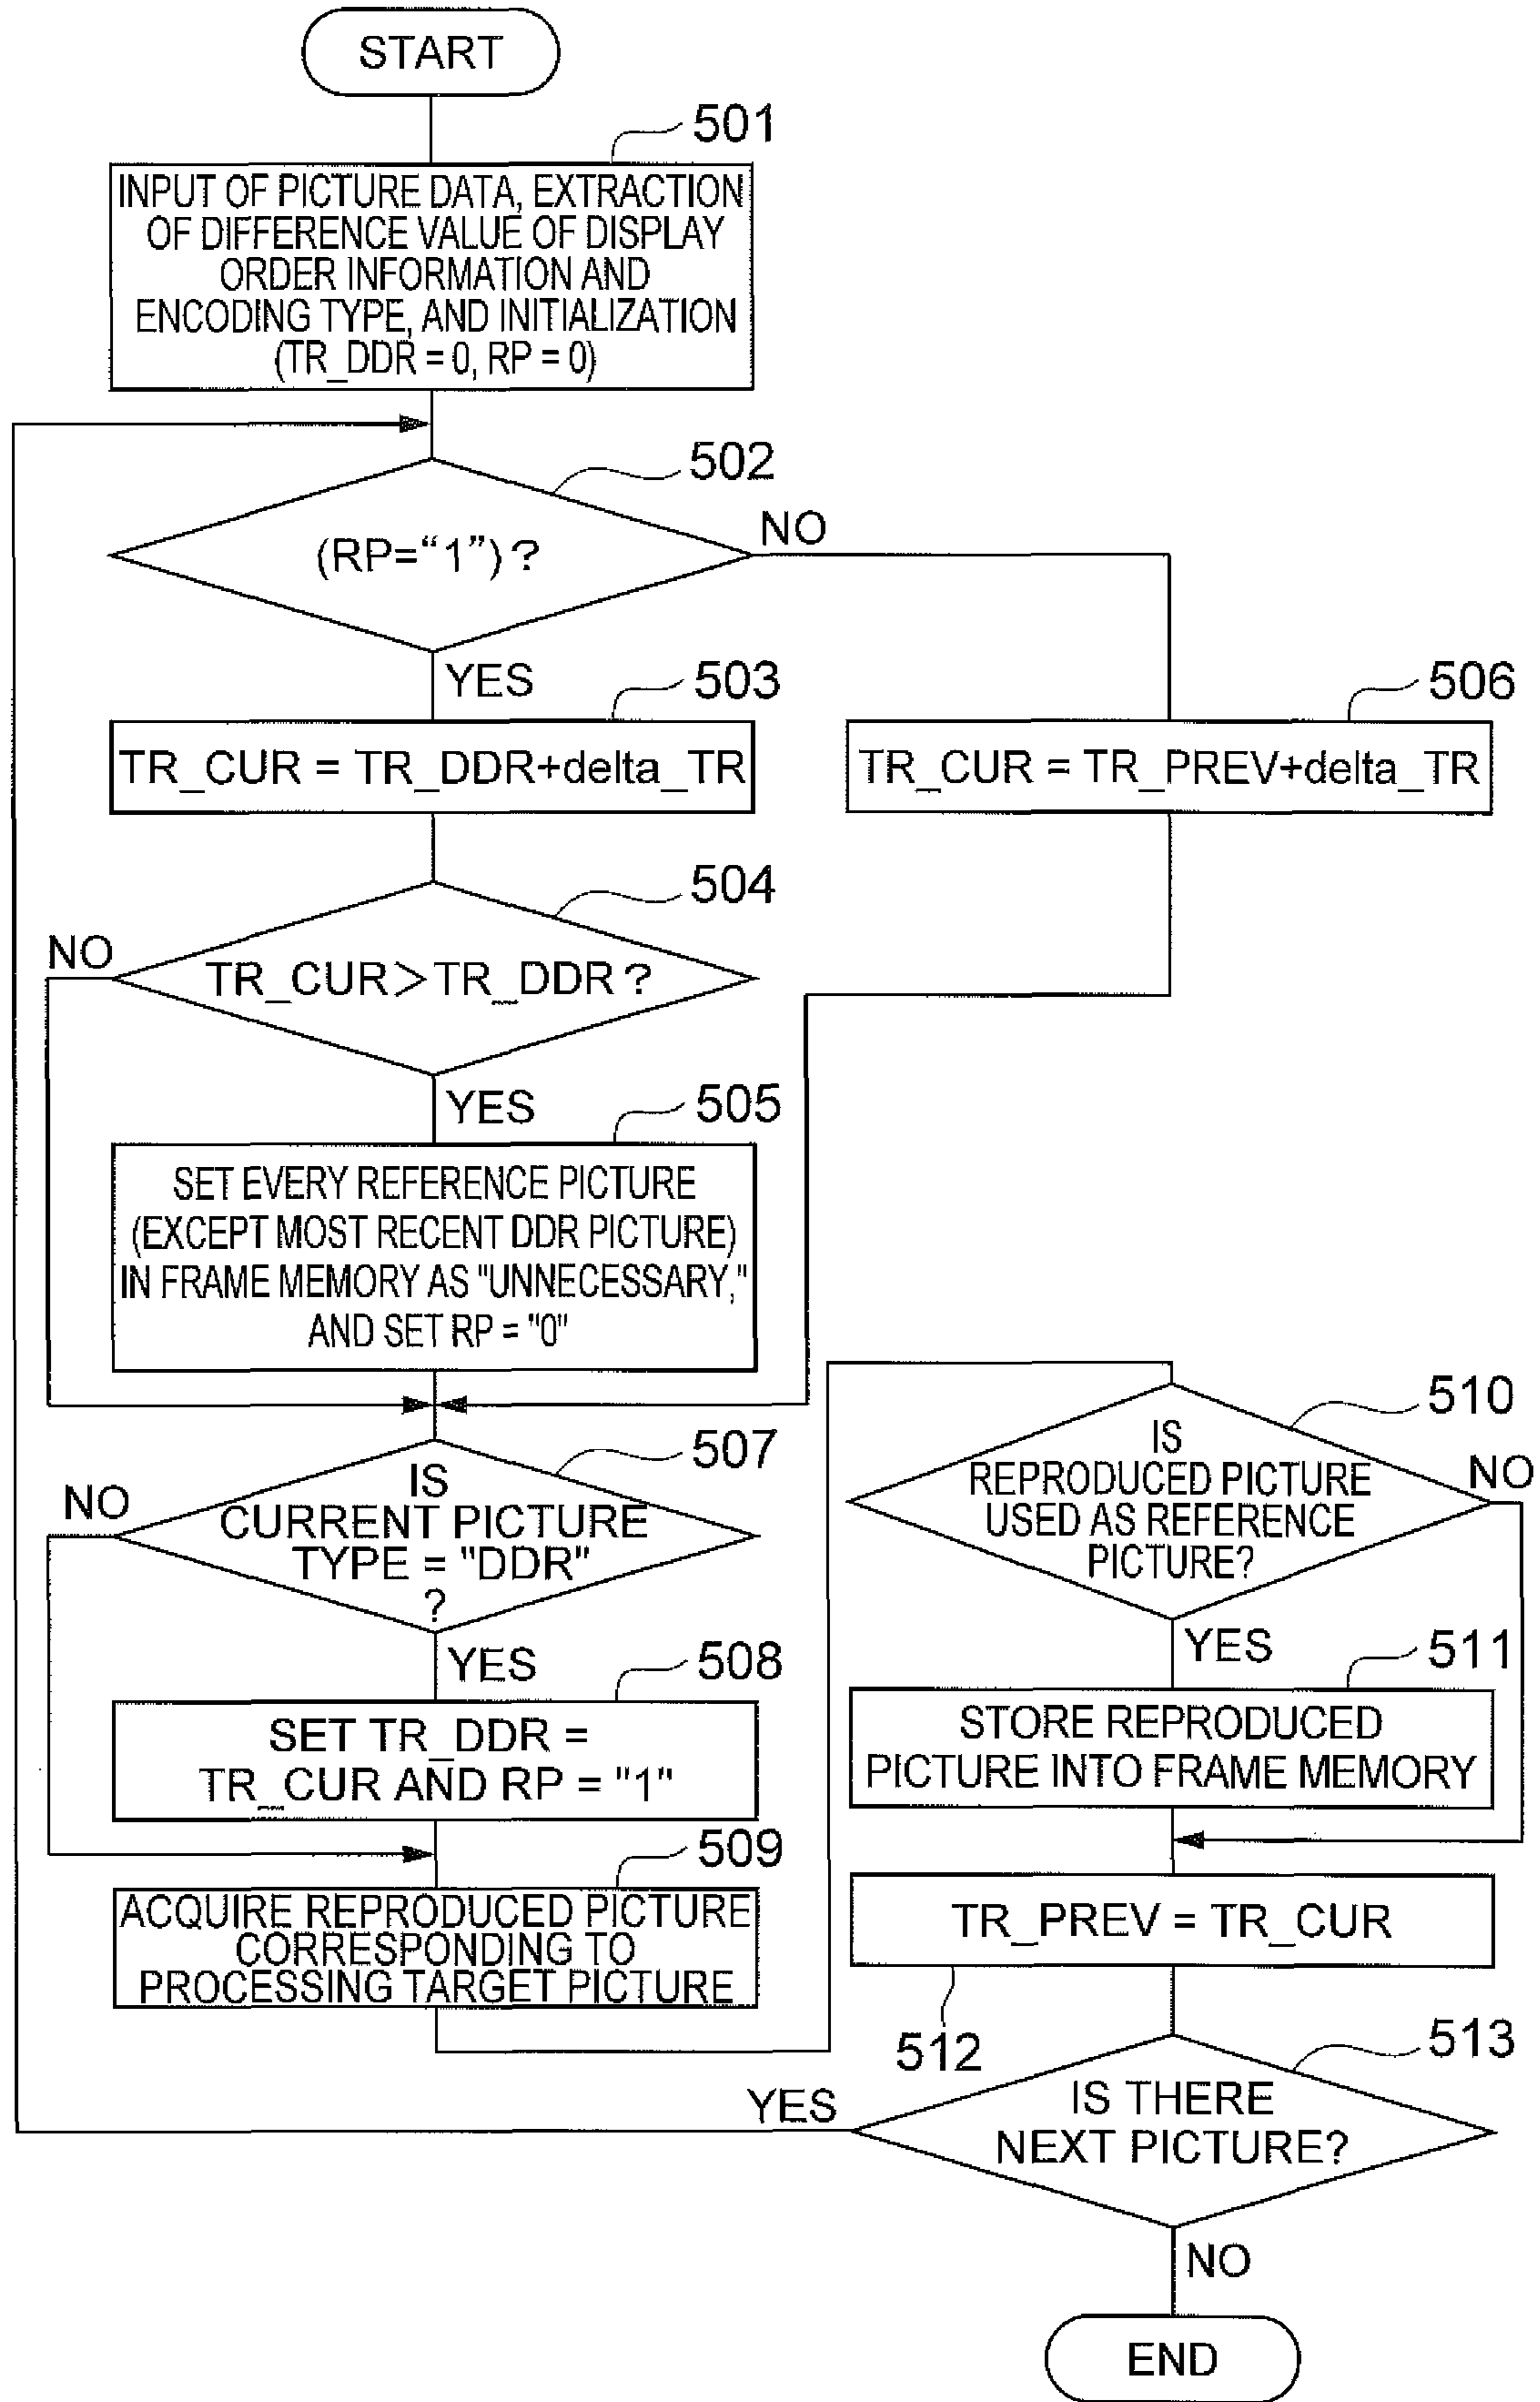 START
501
INPUT OF PICTURE DATA, EXTRACTION
OF DIFFERENCE VALUE OF DISPLAY
ORDER INFORMATION AND
ENCODING TYPE, AND INITIALIZATION
(TR_DDR = 0, RP = 0)
502
(RP=“1”)?
NO
YES
503
TR_CUR = TR_DDR+delta_TR
506
TR_CUR = TR_PREV+delta_TR
504
NO
TR_CUR>TR_DDR?
YES
505
SET EVERY REFERENCE PICTURE
(EXCEPT MOST RECENT DDR PICTURE)
IN FRAME MEMORY AS "UNNECESSARY,"
AND SET RP = "0"
507
NO
IS
CURRENT PICTURE
TYPE = "DDR"
?
YES
508
SET TR_DDR =
TR_CUR AND RP = "1"
509
ACQUIRE REPRODUCED PICTURE
CORRESPONDING TO
PROCESSING TARGET PICTURE
510
IS
REPRODUCED PICTURE
USED AS REFERENCE
PICTURE?
NO
YES
511
STORE REPRODUCED
PICTURE INTO FRAME MEMORY
TR_PREV = TR_CUR
512
513
YES
IS THERE
NEXT PICTURE?
NO
END